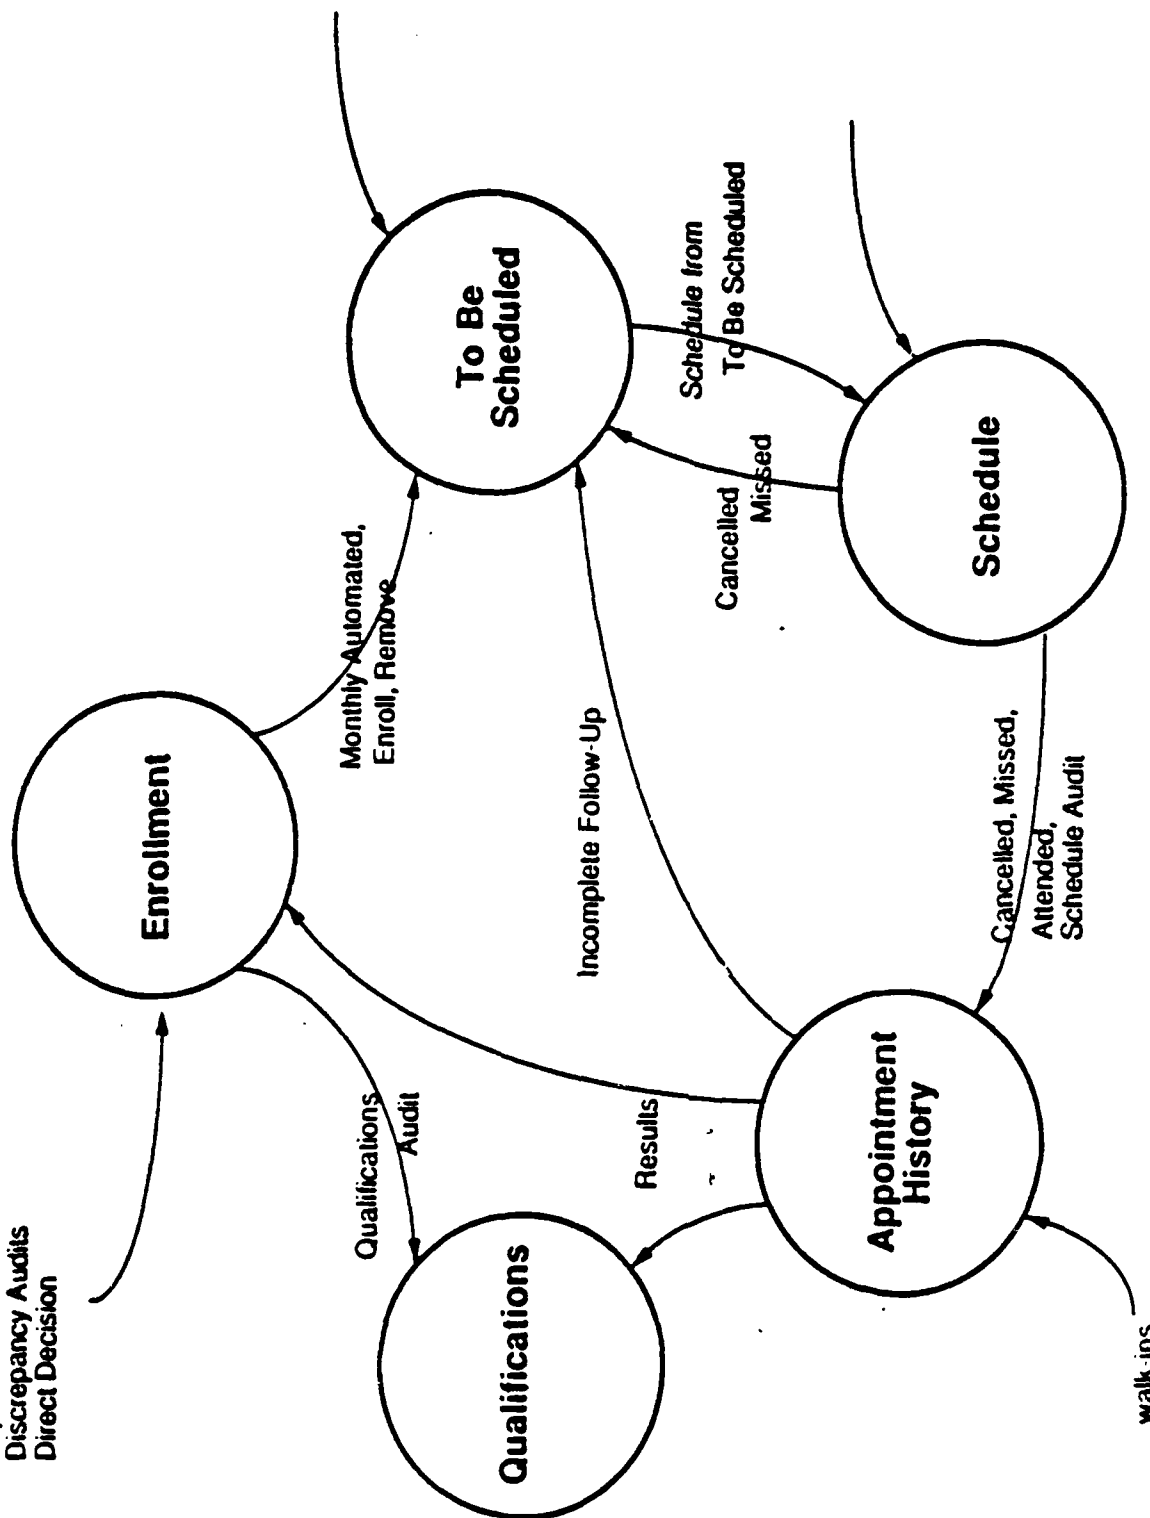 Discrepancy Audits
Direct Decision
Enrollment
Monthly Automated,
Enroll, Remove
To Be
Scheduled
Qualifications
Audit
Qualifications
Incomplete Follow-Up
Results
Schedule from
To Be Scheduled
Cancelled
Missed
Appointment
History
Cancelled, Missed,
Attended,
Schedule Audit
Schedule
walk-ins